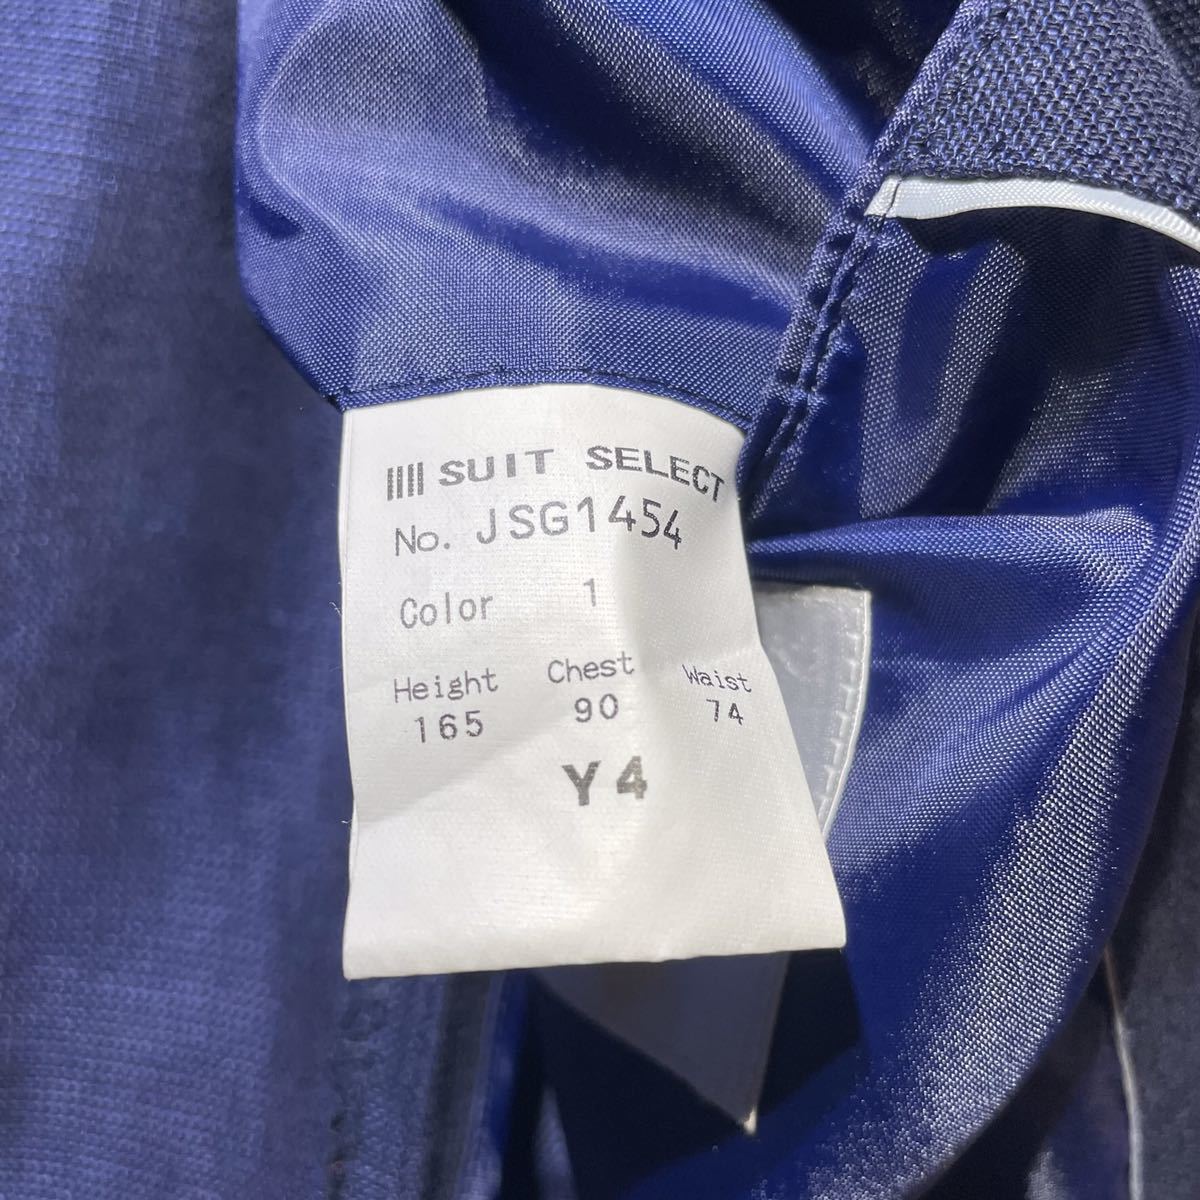 SUIT SELECT
No. JSG1454
Color 1
Height Chest Waist
165 90 74
Y4